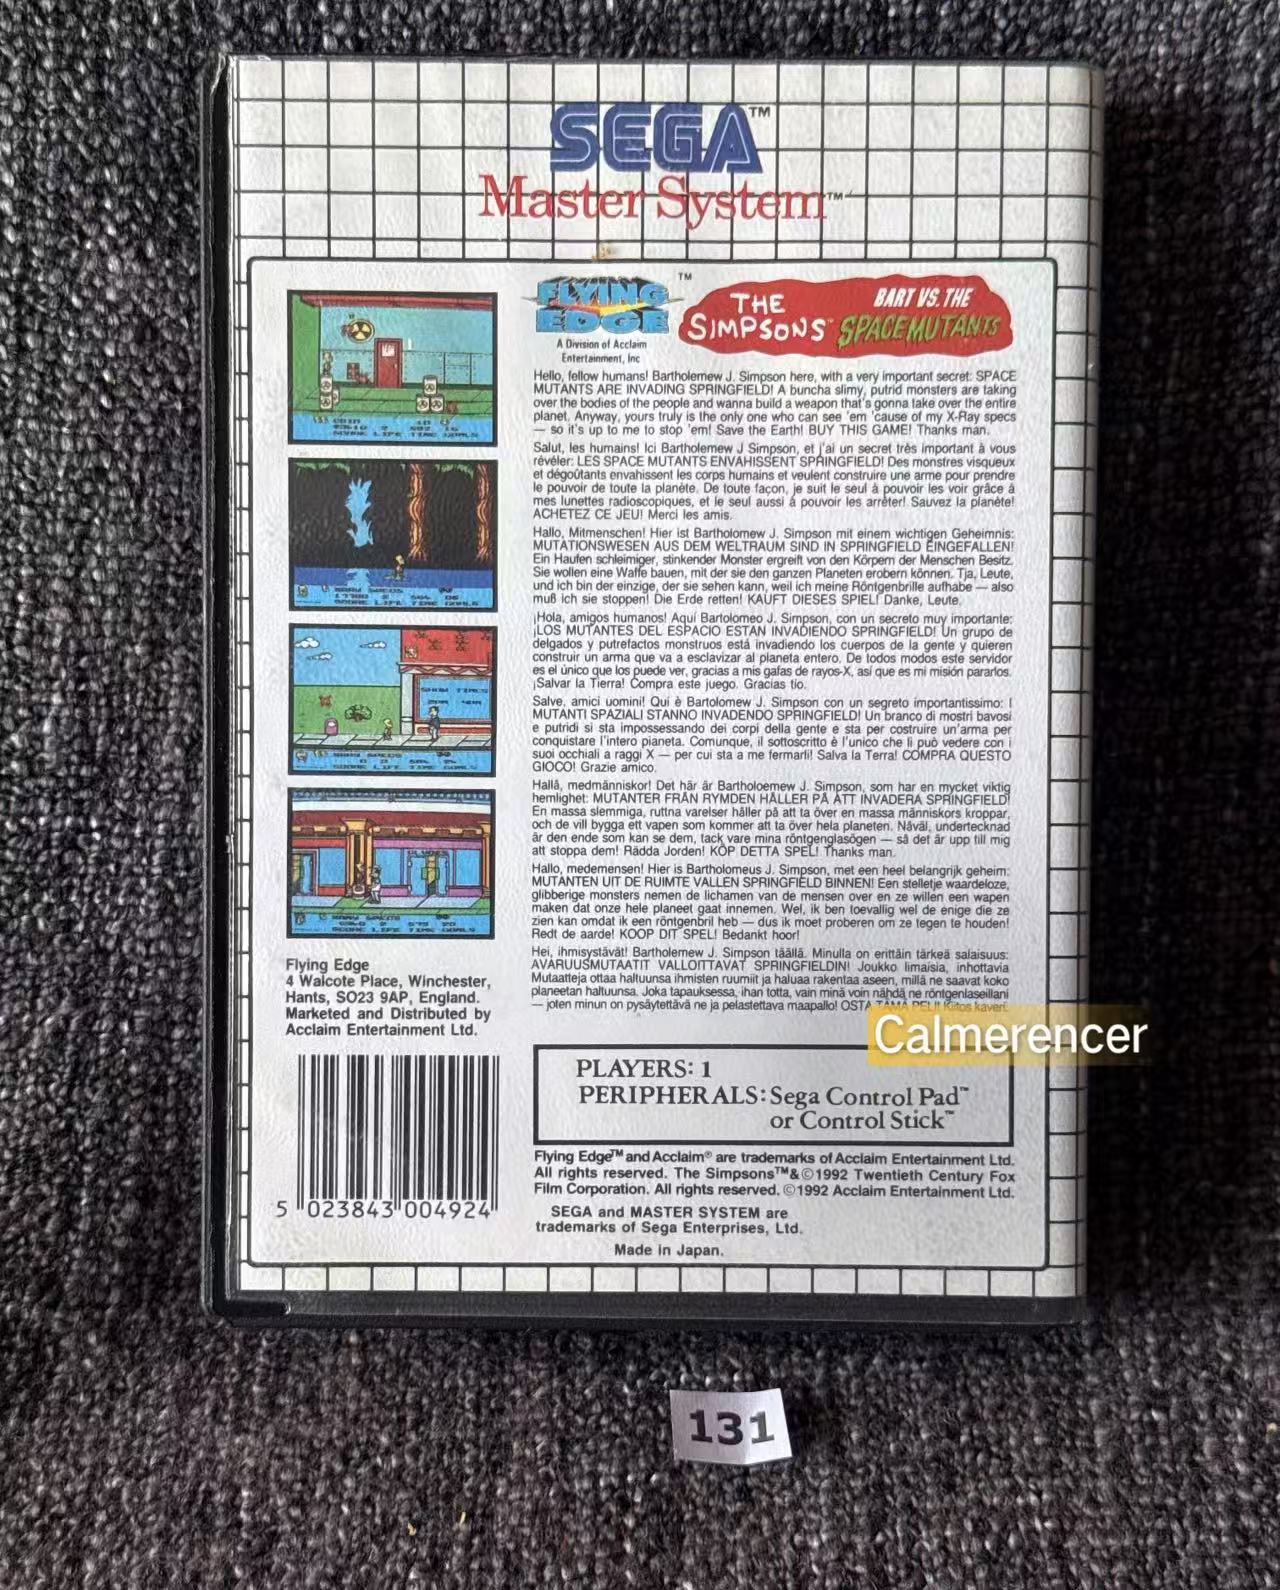 SEGA™
Master System™
FLYING EDGE™
A Division of Acclaim
Entertainment, Inc
THE SIMPSONS™
BART VS. THE SPACE MUTANTS
Hello, fellow humans! Bartholemew J. Simpson here, with a very important secret: SPACE
MUTANTS ARE INVADING SPRINGFIELD! A buncha slimy, putrid monsters are taking
over the bodies of the people and wanna build a weapon that's gonna take over the entire
planet. Anyway, yours truly is the only one who can see 'em 'cause of my X-Ray specs
— so it's up to me to stop 'em! Save the Earth! BUY THIS GAME! Thanks man.
Salut, les humains! Ici Bartholemew J Simpson, et j'ai un secret très important à vous
révéler: LES SPACE MUTANTS ENVAHISSENT SPRINGFIELD! Des monstres visqueux
et dégoûtants envahissent les corps humains et veulent construire une arme pour prendre
le pouvoir de toute la planète. De toute façon, je suit le seul à pouvoir les voir grâce à
mes lunettes radioscopiques, et le seul aussi à pouvoir les arrêter! Sauvez la planète!
ACHETEZ CE JEU! Merci les amis.
Hallo, Mitmenschen! Hier ist Bartholomew J. Simpson mit einem wichtigen Geheimnis:
MUTATIONSWESEN AUS DEM WELTRAUM SIND IN SPRINGFIELD EINGEFALLEN!
Ein Haufen schleimiger, stinkender Monster ergreift von den Körpern der Menschen Besitz.
Sie wollen eine Waffe bauen, mit der sie den ganzen Planeten erobern können. Tja, Leute,
und ich bin der einzige, der sie sehen kann, weil ich meine Röntgenbrille aufhabe — also
muß ich sie stoppen! Die Erde retten! KAUFT DIESES SPIEL! Danke, Leute.
¡Hola, amigos humanos! Aquí Bartolomeo J. Simpson, con un secreto muy importante:
¡LOS MUTANTES DEL ESPACIO ESTAN INVADIENDO SPRINGFIELD! Un grupo de
delgados y putrefactos monstruos está invadiendo los cuerpos de la gente y quieren
construir un arma que va a esclavizar al planeta entero. De todos modos este servidor
es el único que los puede ver, gracias a mis gafas de rayos-X, así que es mi misión pararlos.
¡Salvar la Tierra! Compra este juego. Gracias tío.
Salve, amici uomini! Qui è Bartolomew J. Simpson con un segreto importantissimo: I
MUTANTI SPAZIALI STANNO INVADENDO SPRINGFIELD! Un branco di mostri bavosi
e putridi si sta impossessando dei corpi della gente e sta per costruire un'arma per
conquistare l'intero pianeta. Comunque, il sottoscritto è l'unico che li può vedere con i
suoi occhiali a raggi X — per cui sta a me fermarli! Salva la Terra! COMPRA QUESTO
GIOCO! Grazie amico.
Hallå, medmänniskor! Det här är Bartholoemew J. Simpson, som har en mycket viktig
hemlighet: MUTANTER FRÅN RYMDEN HÅLLER PÅ ATT INVADERA SPRINGFIELD!
En massa slemmiga, ruttna varelser håller på att ta över en massa människors kroppar,
och de vill bygga ett vapen som kommer att ta över hela planeten. Nåväl, undertecknad
är den ende som kan se dem, tack vare mina röntgenglasögen — så det är upp till mig
att stoppa dem! Rädda Jorden! KÖP DETTA SPEL! Thanks man.
Hallo, medemensen! Hier is Bartholomeus J. Simpson, met een heel belangrijk geheim:
MUTANTEN UIT DE RUIMTE VALLEN SPRINGFIELD BINNEN! Een stelletje waardeloze,
glibberige monsters nemen de lichamen van de mensen over en ze willen een wapen
maken dat onze hele planeet gaat innemen. Wel, ik ben toevallig wel de enige die ze
zien kan omdat ik een röntgenbril heb — dus ik moet proberen om ze tegen te houden!
Redt de aarde! KOOP DIT SPEL! Bedankt hoor!
Hei, ihmisystävät! Bartholemew J. Simpson täällä. Minulla on erittäin tärkeä salaisuus:
AVARUUSMUTAATIT VALLOITTAVAT SPRINGFIELDIN! Joukko limaisia, inhottavia
Mutaatteja ottaa haltuunsa ihmisten ruumiit ja haluaa rakentaa aseen, millä ne saavat koko
planeetan haltuunsa. Joka tapauksessa, ihan totta, vain minä voin nähdä ne röntgenlaseillani
— joten minun on pysäytettävä ne ja pelastettava maapallo! OSTA TÄMÄ PELI! Kiitos kaveri.
Calmerencer
Flying Edge
4 Walcote Place, Winchester,
Hants, SO23 9AP, England.
Marketed and Distributed by
Acclaim Entertainment Ltd.
5 023843 004924
PLAYERS: 1
PERIPHERALS: Sega Control Pad™
or Control Stick™
Flying Edge™ and Acclaim® are trademarks of Acclaim Entertainment Ltd.
All rights reserved. The Simpsons™ & © 1992 Twentieth Century Fox
Film Corporation. All rights reserved. © 1992 Acclaim Entertainment Ltd.
SEGA and MASTER SYSTEM are
trademarks of Sega Enterprises, Ltd.
Made in Japan.
131